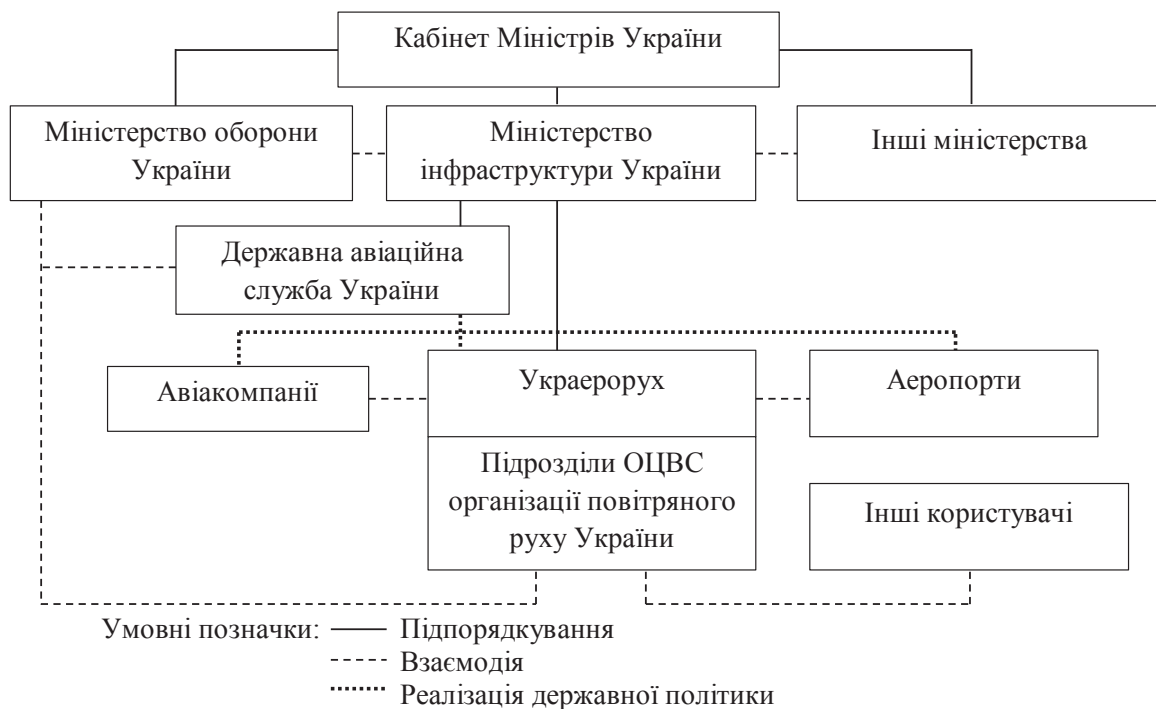 Кабінет Міністрів України
Міністерство оборони
України
Міністерство
інфраструктури України
Інші міністерства
Державна авіаційна
служба України
Авіакомпанії
Украерорух
Аеропорти
Підрозділи ОЦВС
організації повітряного
руху України
Інші користувачі
Умовні позначки:
Підпорядкування
Взаємодія
Реалізація державної політики